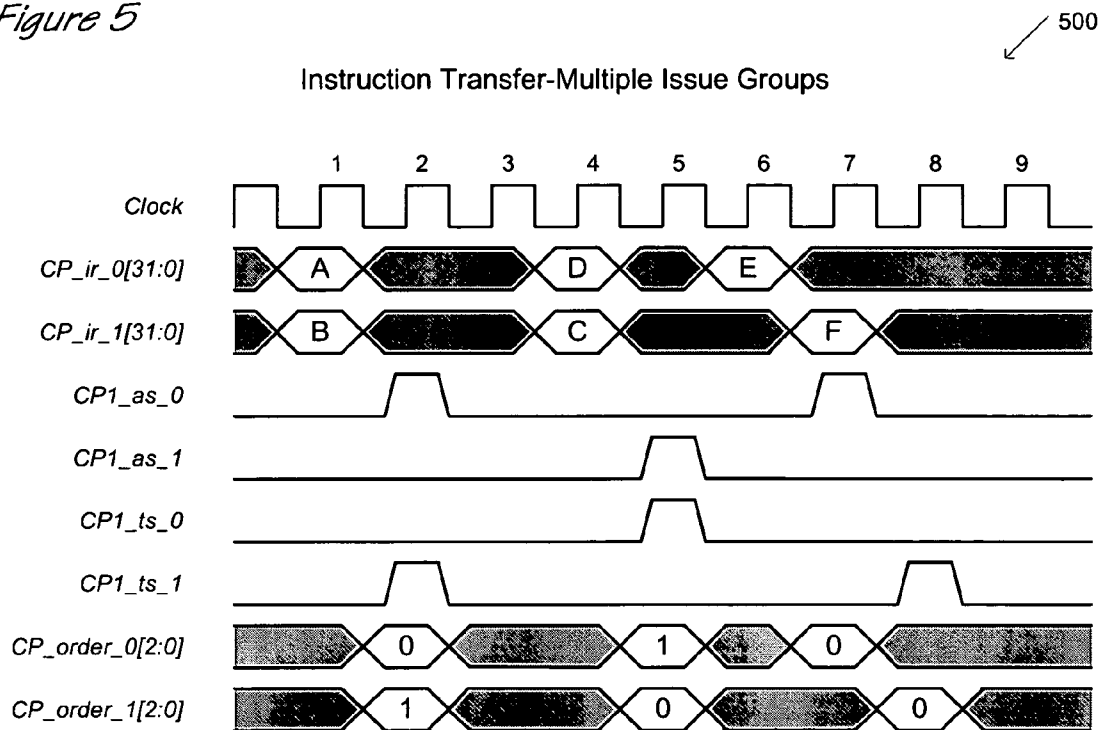 Figure 5
500
Instruction Transfer-Multiple Issue Groups
1 2 3 4 5 6 7 8 9
Clock
CP_ir_0[31:0] A D E
CP_ir_1[31:0] B C F
CP1_as_0
CP1_as_1
CP1_ts_0
CP1_ts_1
CP_order_0[2:0] 0 1 0
CP_order_1[2:0] 1 0 0